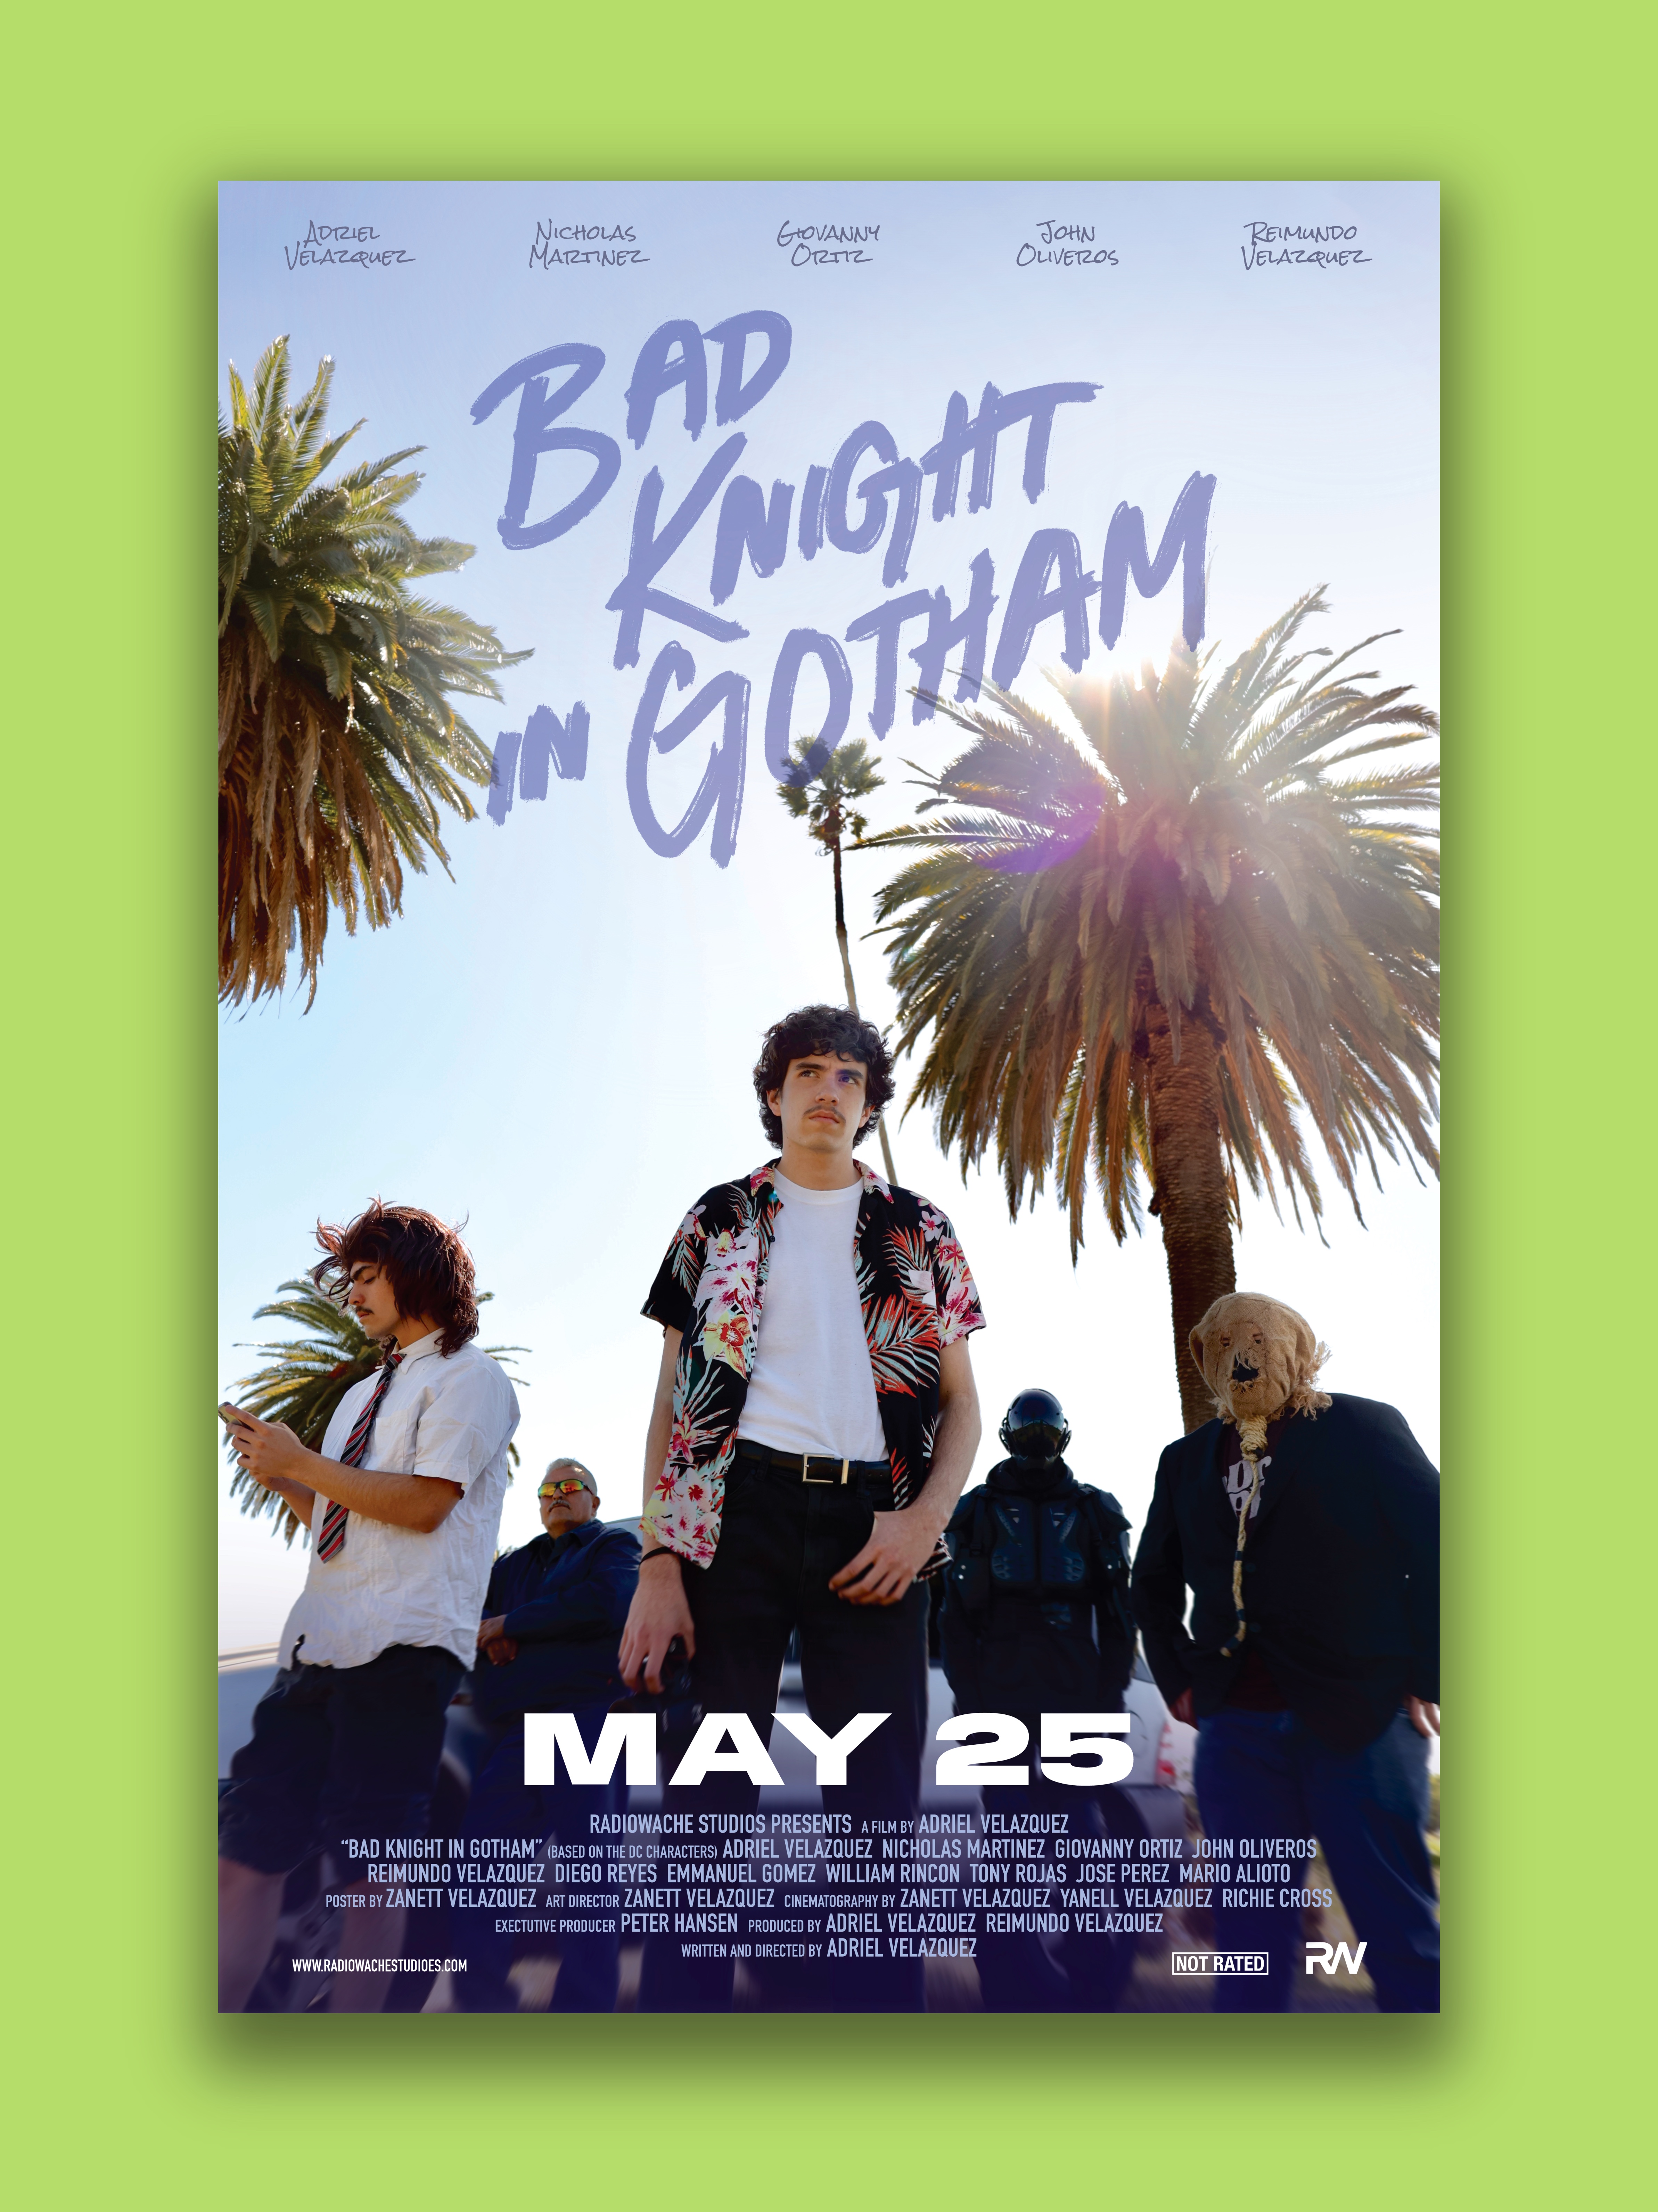 Adriel Nicholas Giovanny John Reimundo
Velazquez Martinez Ortiz Oliveros Velazquez
BAD
KNIGHT
IN GOTHAM
MAY 25
RADIOWACHE STUDIOS PRESENTS A FILM BY ADRIEL VELAZQUEZ
“BAD KNIGHT IN GOTHAM” (BASED ON THE DC CHARACTERS) ADRIEL VELAZQUEZ NICHOLAS MARTINEZ GIOVANNY ORTIZ JOHN OLIVEROS
REIMUNDO VELAZQUEZ DIEGO REYES EMMANUEL GOMEZ WILLIAM RINCON TONY ROJAS JOSE PEREZ MARIO ALIOTO
POSTER BY ZANETT VELAZQUEZ ART DIRECTOR ZANETT VELAZQUEZ CINEMATOGRAPHY BY ZANETT VELAZQUEZ YANELL VELAZQUEZ RICHIE CROSS
EXECTUTIVE PRODUCER PETER HANSEN PRODUCED BY ADRIEL VELAZQUEZ REIMUNDO VELAZQUEZ
WRITTEN AND DIRECTED BY ADRIEL VELAZQUEZ
WWW.RADIOWACHESTUDIOES.COM
NOT RATED
RW